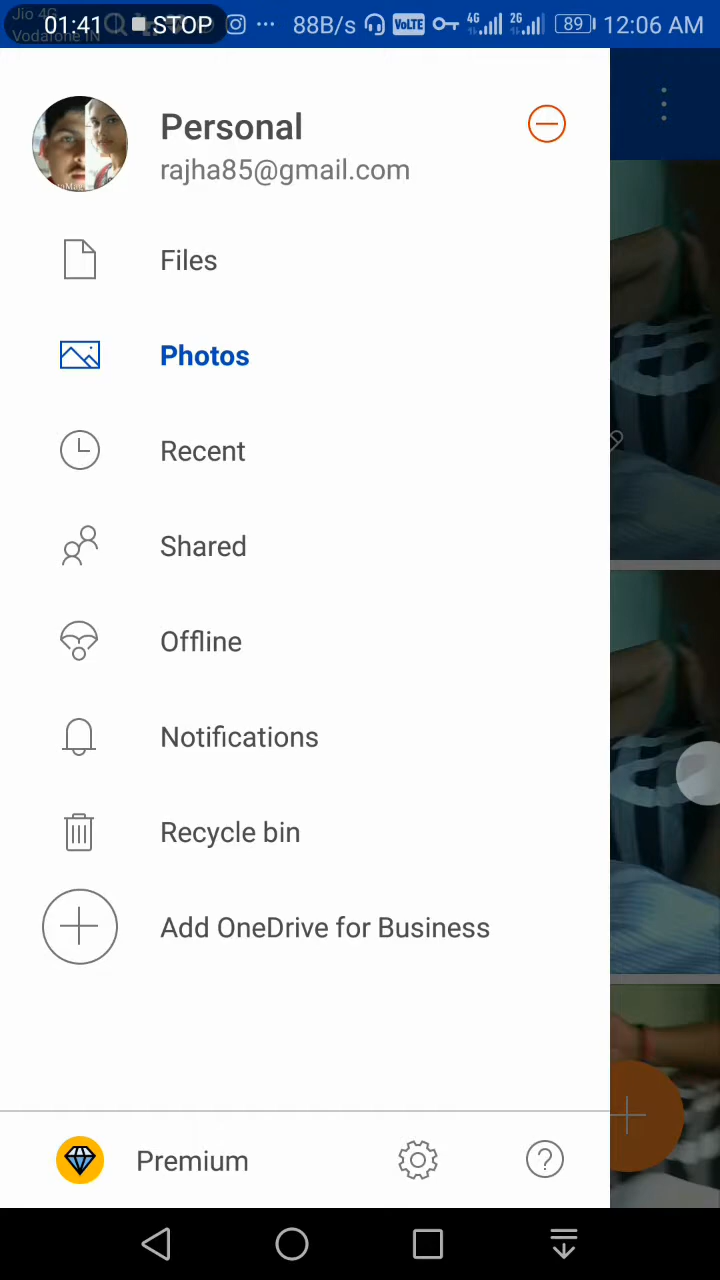 Jio 4G
Vodafone IN
01:41 STOP ... 88B/s VoLTE 4G 2G 89 12:06 AM
Personal
rajha85@gmail.com
Files
Photos
Recent
Shared
Offline
Notifications
Recycle bin
Add OneDrive for Business
Premium